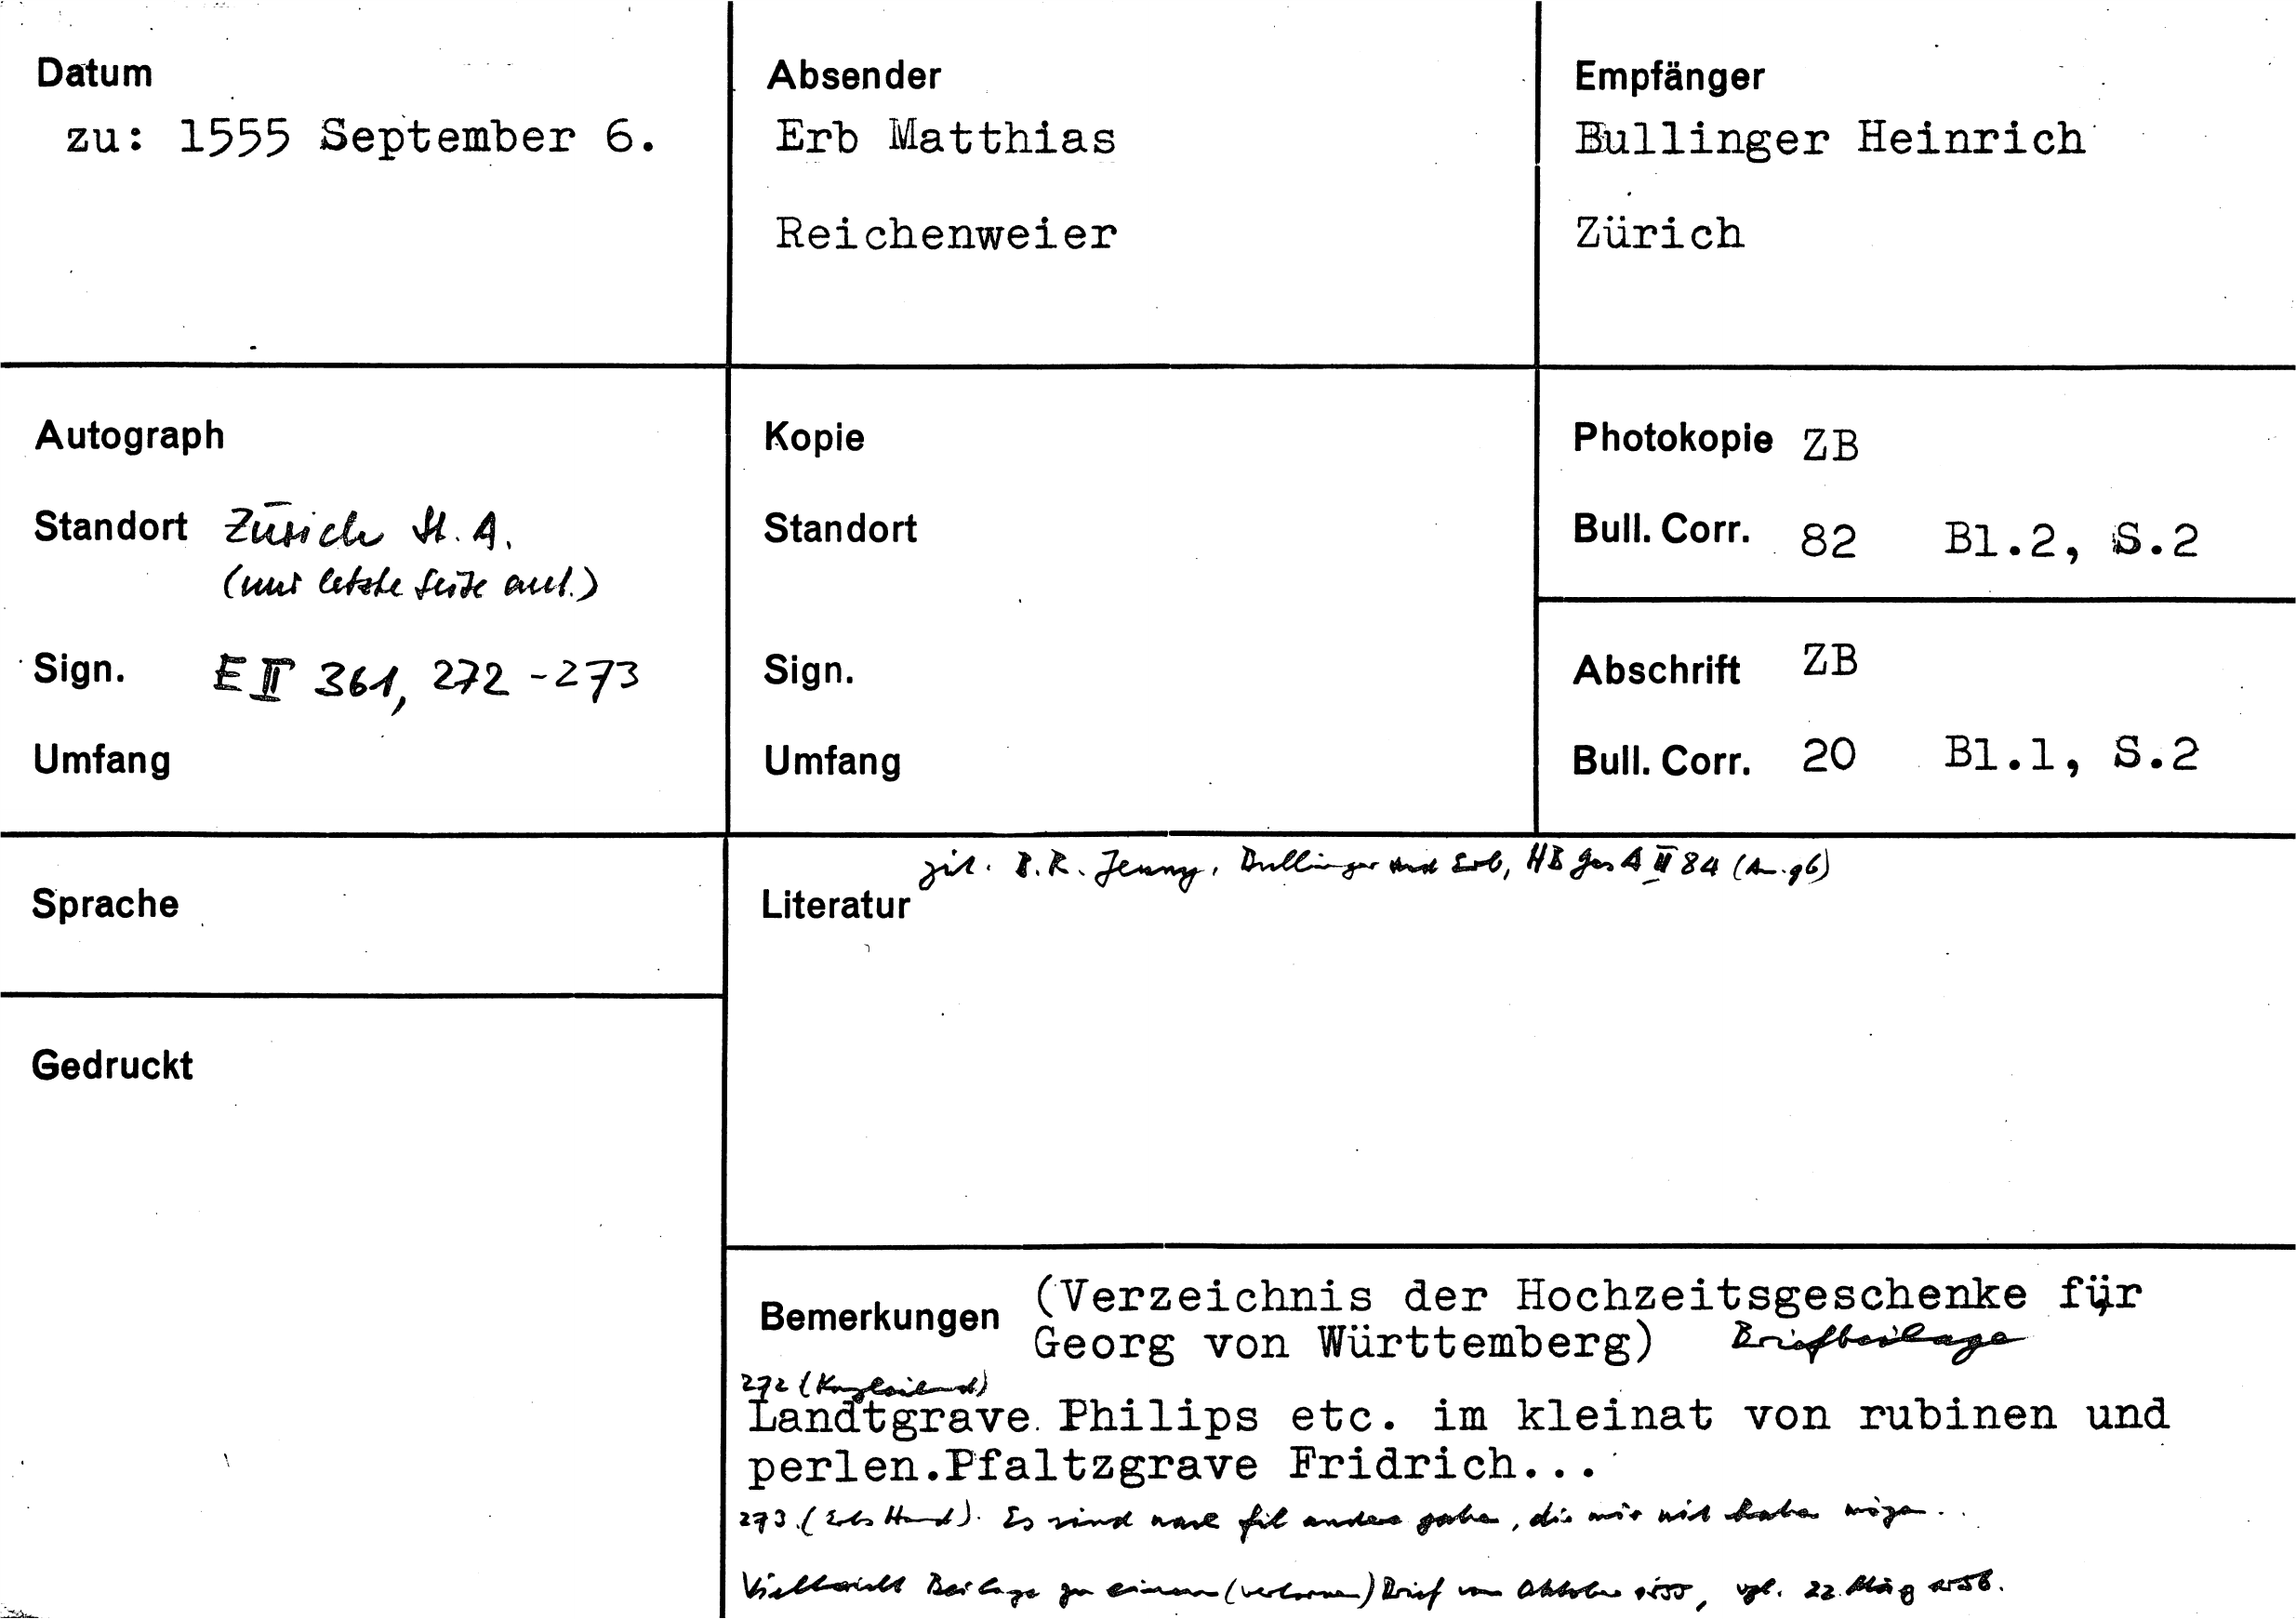 Datum
zu: 1555 September 6.
Absender
Erb Matthias
Reichenweier
Empfänger
Bullinger Heinrich
Zürich
Autograph
Standort Zürich St. A.
(nur letzte Seite aut.)
Sign. E II 361, 272-273
Umfang
Kopie
Standort
Sign.
Umfang
Photokopie ZB
Bull. Corr. 82 Bl.2, S.2
Abschrift ZB
Bull. Corr. 20 Bl.1, S.2
Sprache
Gedruckt
zit. B.R. Jenny, Bullinger und Erb, HB Ges A II 84 (A. 96)
Literatur
Bemerkungen (Verzeichnis der Hochzeitsgeschenke für
Georg von Württemberg) Briefbeilage
272 (Kanzleihand)
Landtgrave Philips etc. im kleinat von rubinen und
perlen.Pfaltzgrave Fridrich...
273. (Erbs Hand). Es sind fil andere gaben, die mir nit haben mögen...
Vielleicht Beilage zu einem (verlornen) Brief vom Oktober 1555, vgl. 22. März 1556.